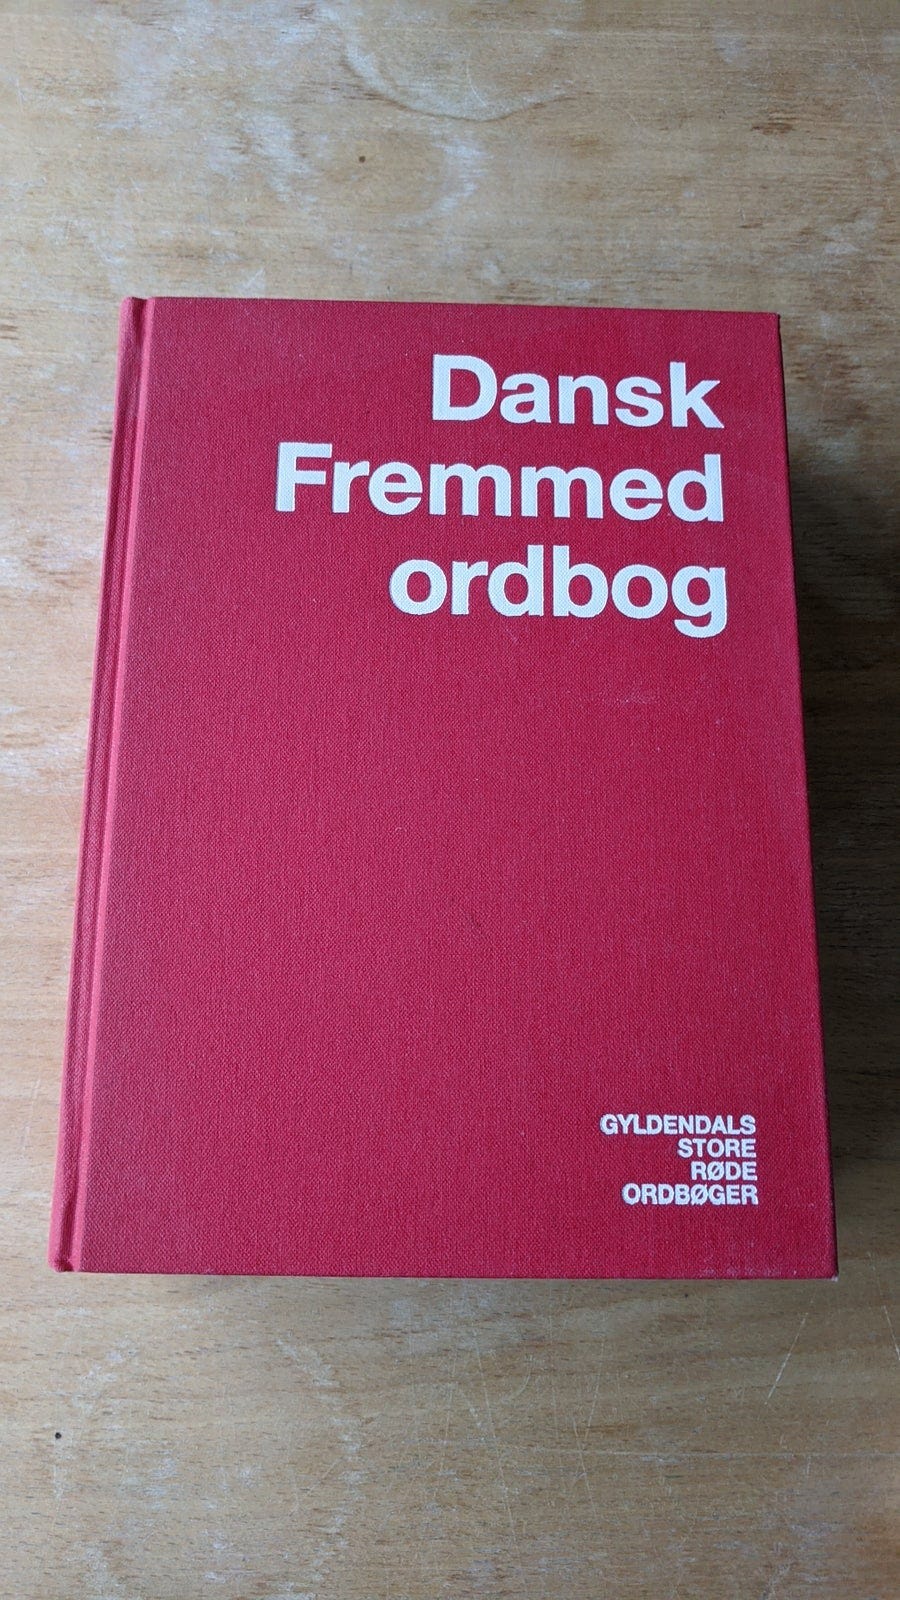 Dansk
Fremmed
ordbog
GYLDENDALS
STORE
RØDE
ORDBØGER